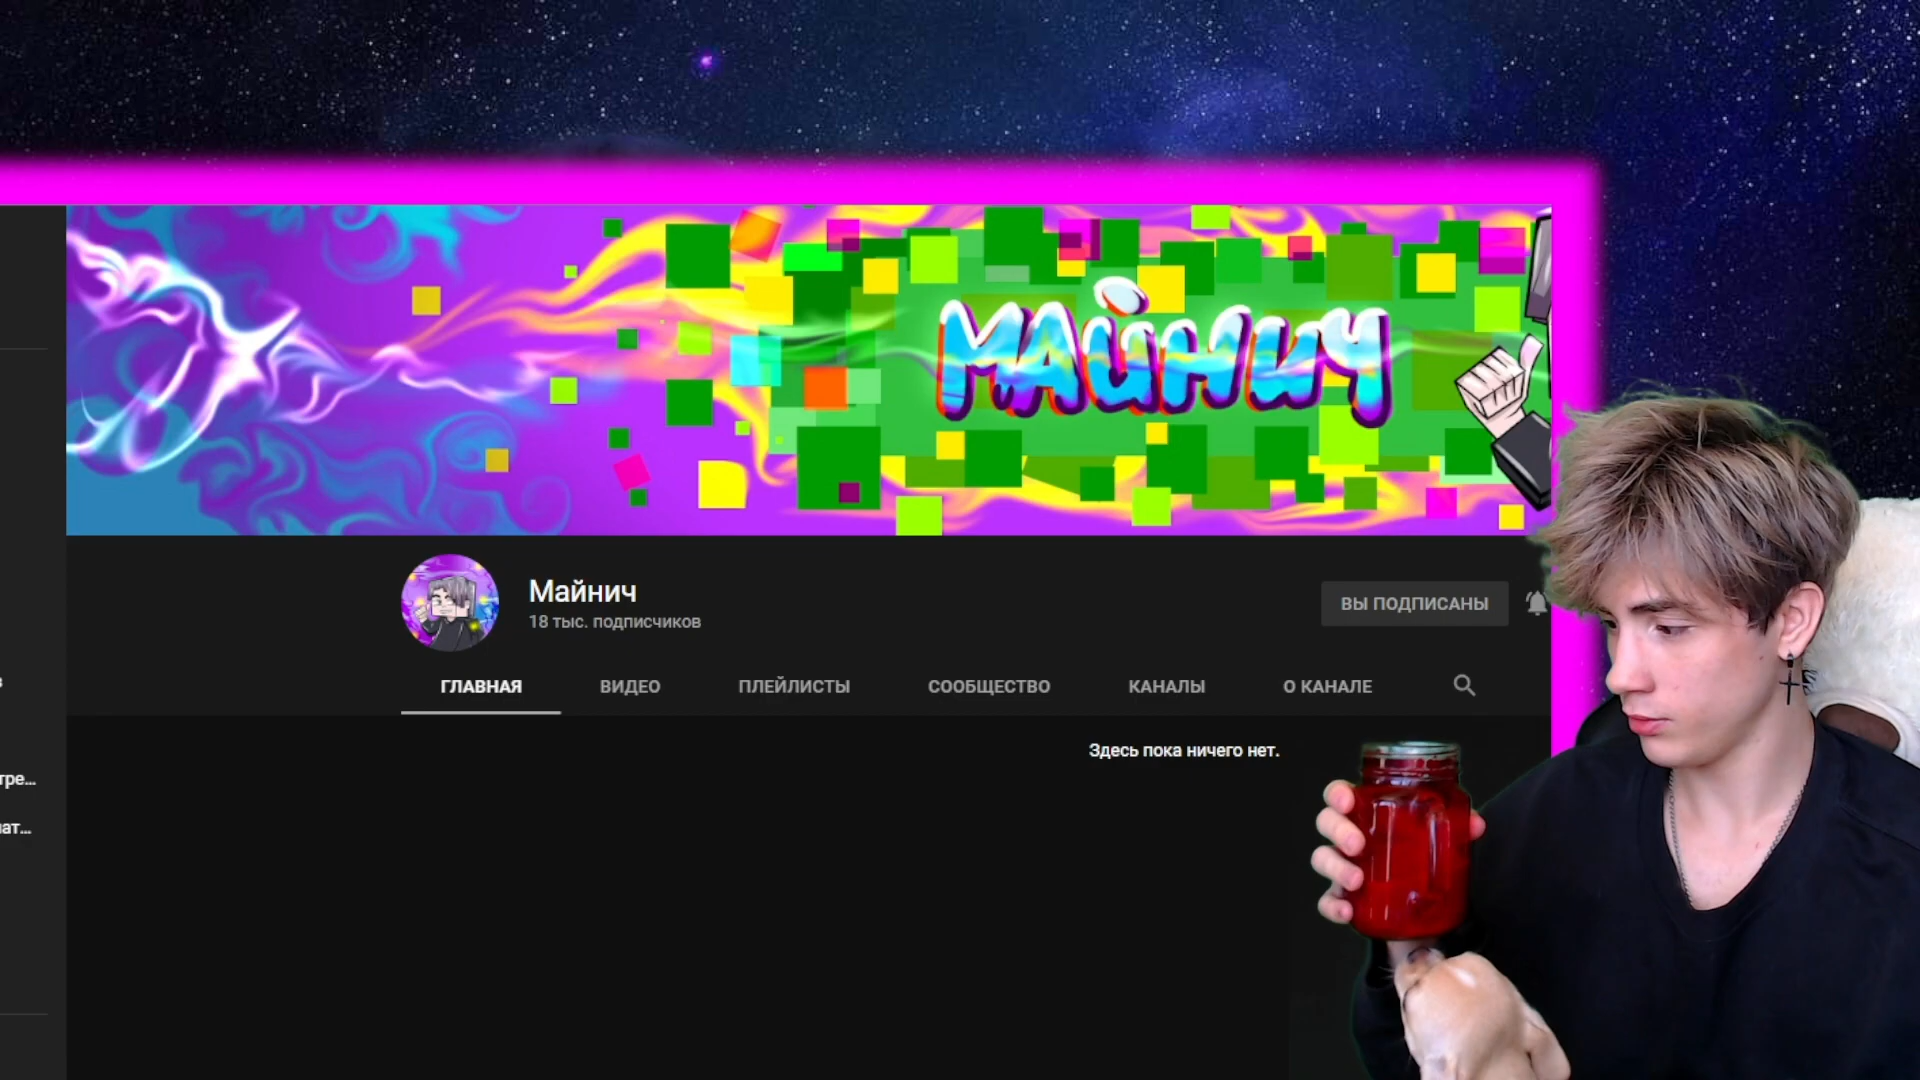 МАЙНИЧ
Майнич
18 тыс. подписчиков
ВЫ ПОДПИСАНЫ
ГЛАВНАЯ ВИДЕО ПЛЕЙЛИСТЫ СООБЩЕСТВО КАНАЛЫ О КАНАЛЕ
Здесь пока ничего нет.